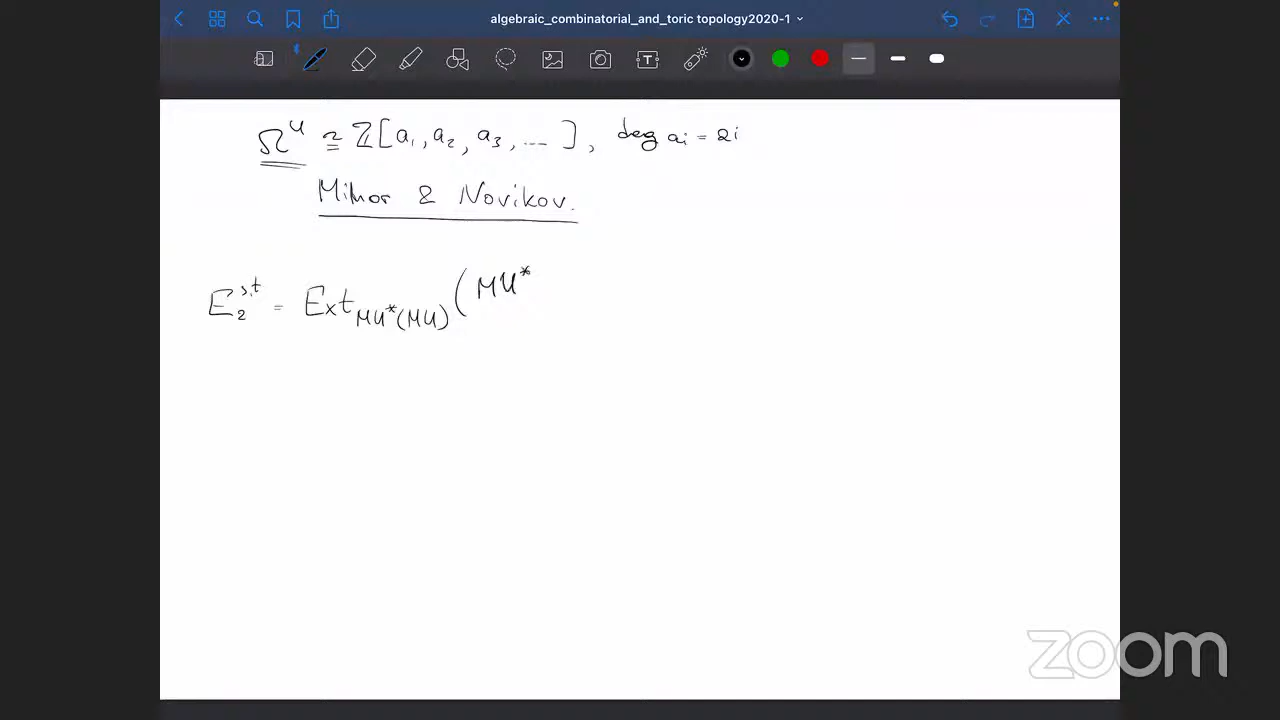 algebraic_combinatorial_and_toric topology2020-1
Ω^U ≅ ℤ[a₁, a₂, a₃, ...], deg aᵢ = 2i
Milnor & Novikov.
E₂^{s,t} = Ext_{MU*(MU)} (MU*
zoom